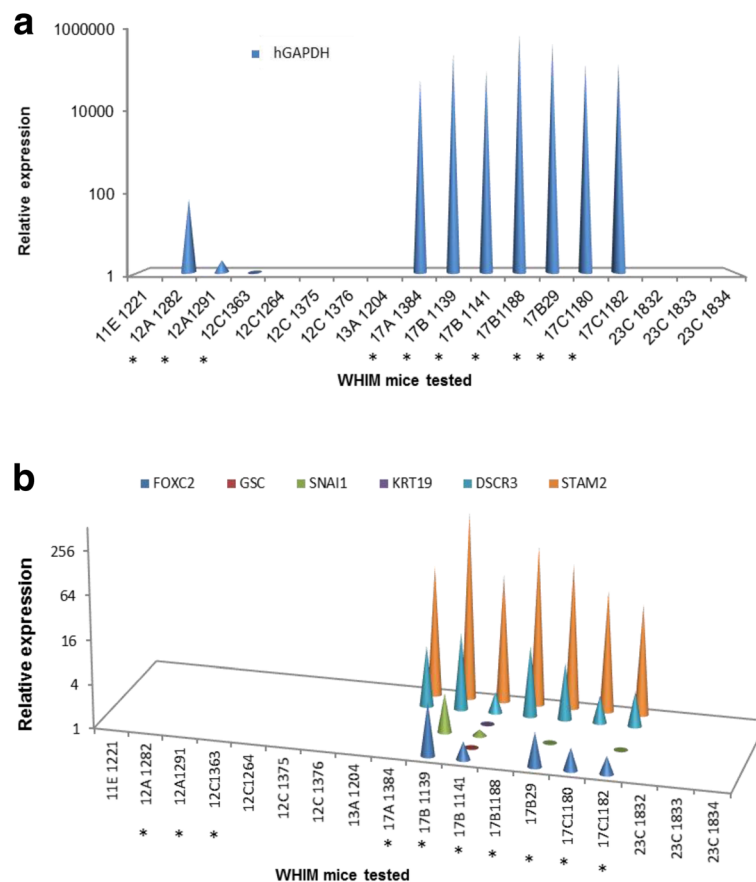 a
hGAPDH
1000000
10000
100
1
Relative expression
11E 1221
12A 1282
12A1291
12C1363
12C1264
12C 1375
12C 1376
13A 1204
17A 1384
17B 1139
17B 1141
17B1188
17B29
17C1180
17C1182
23C 1832
23C 1833
23C 1834
* * * * * * * * * *
WHIM mice tested
b
FOXC2 GSC SNAI1 KRT19 DSCR3 STAM2
256
64
16
4
1
Relative expression
11E 1221
12A 1282
12A1291
12C1363
12C1264
12C 1375
12C 1376
13A 1204
17A 1384
17B 1139
17B 1141
17B1188
17B29
17C1180
17C1182
23C 1832
23C 1833
23C 1834
* * * * * * * * * *
WHIM mice tested